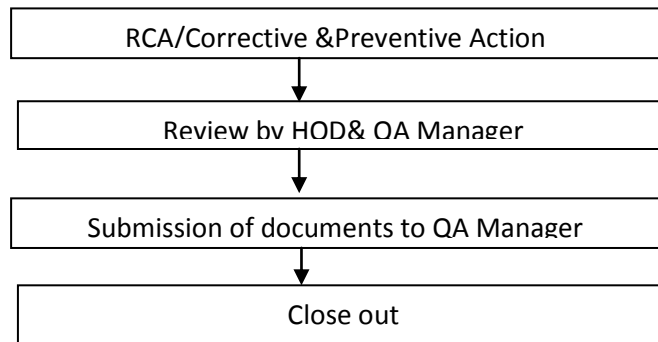 RCA/Corrective &Preventive Action
Review by HOD& QA Manager
Submission of documents to QA Manager
Close out